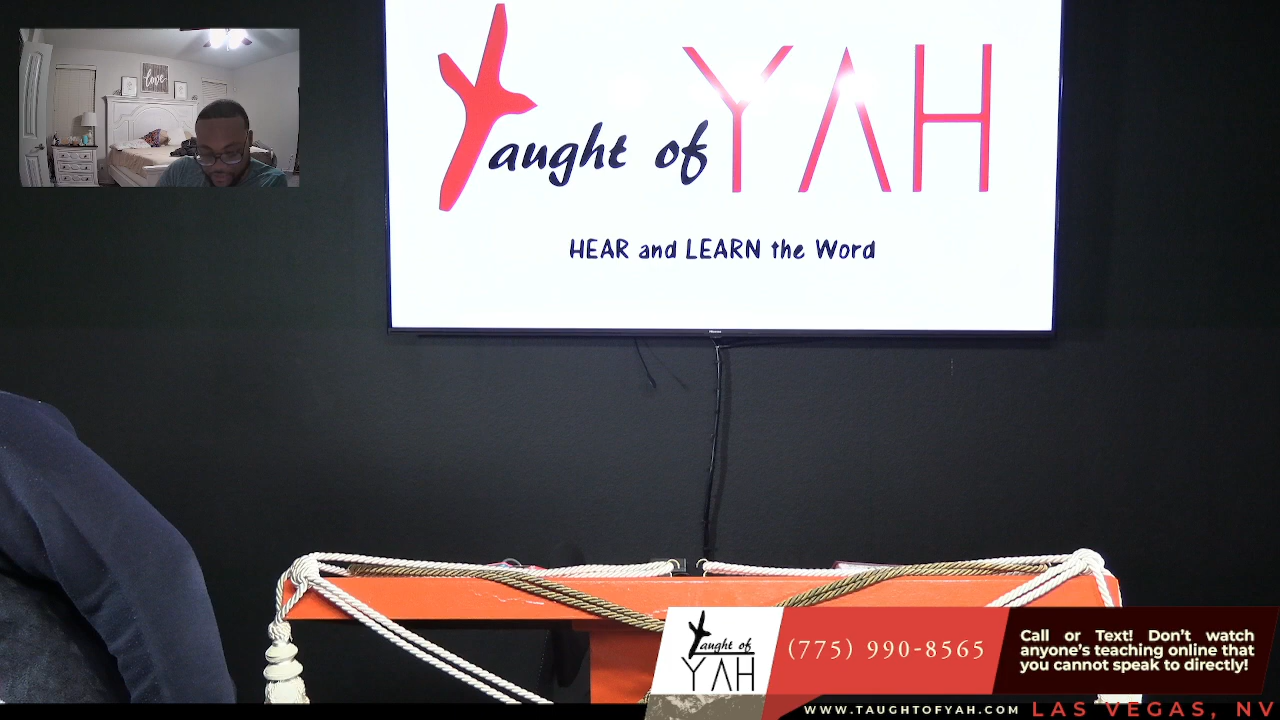 love
Taught of YAH
HEAR and LEARN the Word
Hisense
Taught of
YAH
(775) 990-8565
Call or Text! Don't watch
anyone's teaching online that
you cannot speak to directly!
WWW.TAUGHTOFYAH.COM
LAS VEGAS, NV